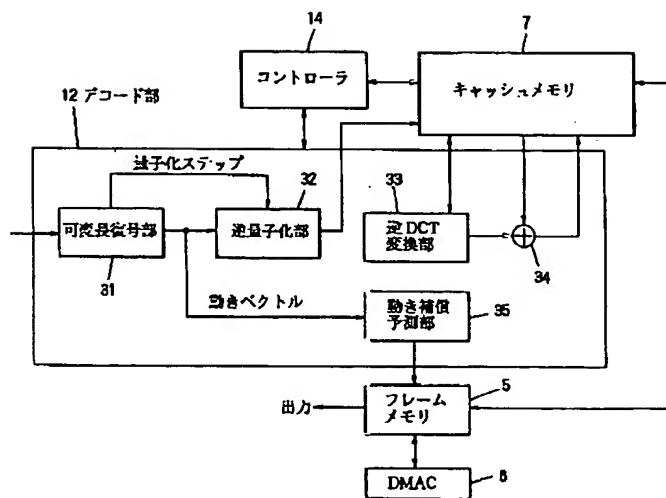 14
7
コントローラ
キャッシュメモリ
12 デコード部
量子化ステップ
32
33
可変長復号部
逆量子化部
逆DCT
変換部
31
34
動きベクトル
動き補償
予測部
35
5
出力
フレーム
メモリ
DMAC
6